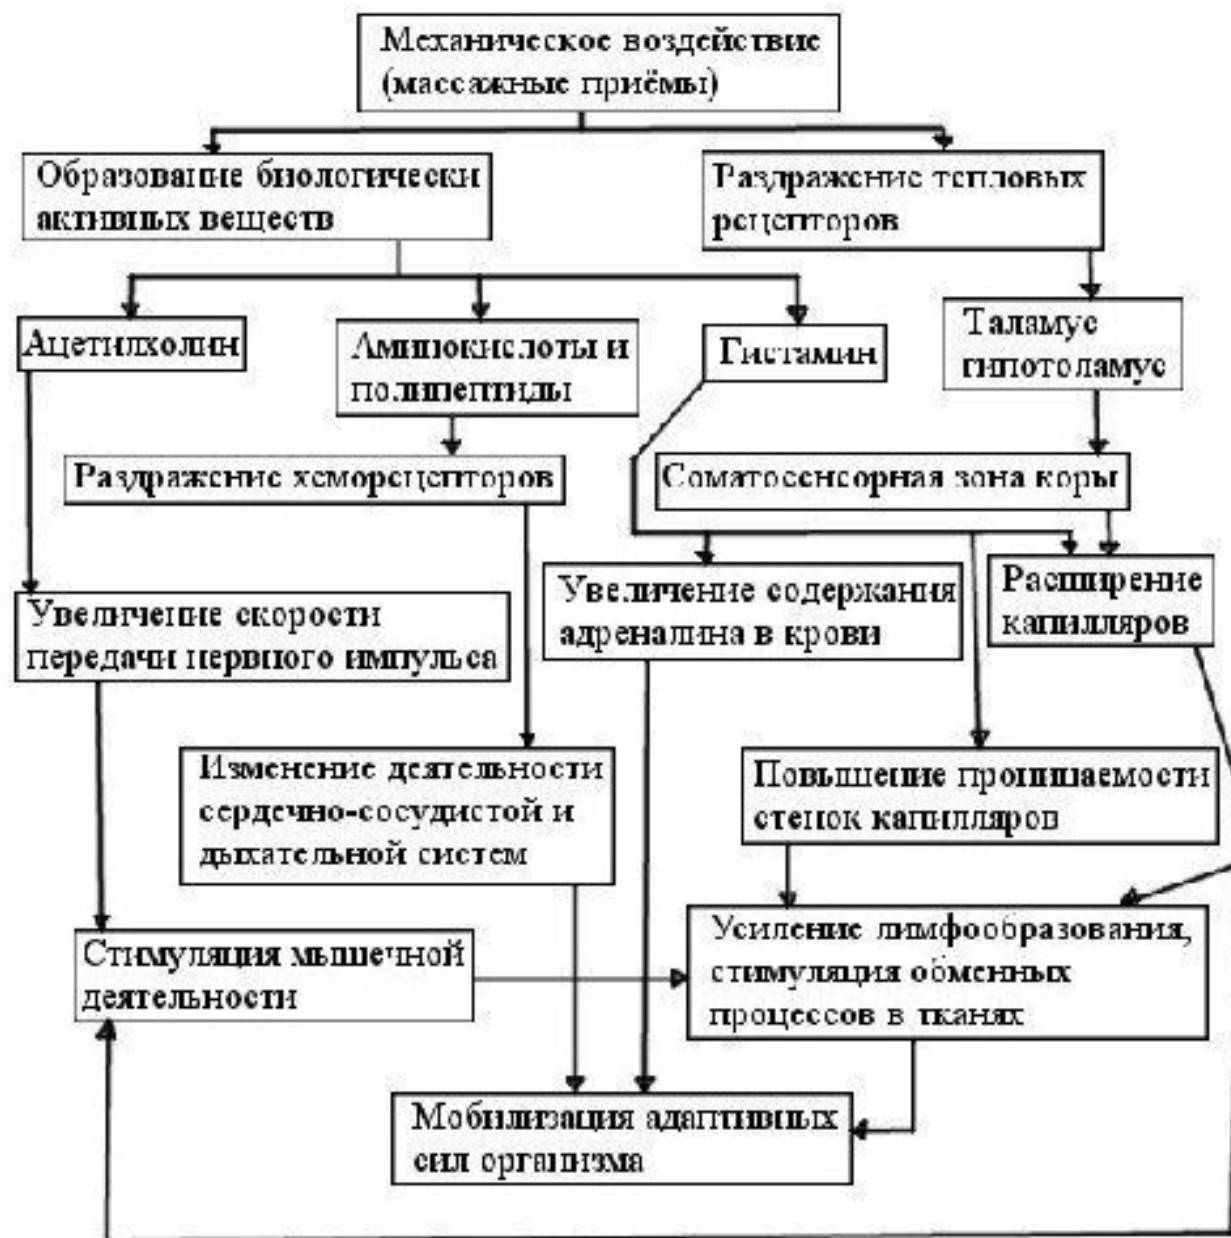 Механическое воздействие
(массажные приёмы)
Образование биологически
активных веществ
Раздражение тепловых
рецепторов
Ацетилхолин
Аминокислоты и
полипептиды
Гистамин
Таламус
гипотоламус
Раздражение хеморецепторов
Соматосенсорная зона коры
Увеличение скорости
передачи нервного импульса
Увеличение содержания
адреналина в крови
Расширение
капилляров
Изменение деятельности
сердечно-сосудистой и
дыхательной систем
Повышение проницаемости
стенок капилляров
Стимуляция мышечной
деятельности
Усиление лимфообразования,
стимуляция обменных
процессов в тканях
Мобилизация адаптивных
сил организма